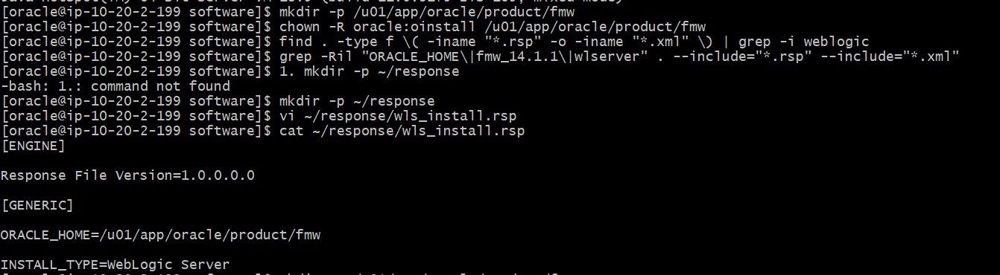 [oracle@ip-10-20-2-199 software]$ mkdir -p /u01/app/oracle/product/fmw
[oracle@ip-10-20-2-199 software]$ chown -R oracle:oinstall /u01/app/oracle/product/fmw
[oracle@ip-10-20-2-199 software]$ find . -type f \( -iname "*.rsp" -o -iname "*.xml" \) | grep -i weblogic
[oracle@ip-10-20-2-199 software]$ grep -Ril "ORACLE_HOME\|fmw_14.1.1\|wlserver" . --include="*.rsp" --include="*.xml"
[oracle@ip-10-20-2-199 software]$ 1. mkdir -p ~/response
-bash: 1.: command not found
[oracle@ip-10-20-2-199 software]$ mkdir -p ~/response
[oracle@ip-10-20-2-199 software]$ vi ~/response/wls_install.rsp
[oracle@ip-10-20-2-199 software]$ cat ~/response/wls_install.rsp
[ENGINE]
Response File Version=1.0.0.0.0
[GENERIC]
ORACLE_HOME=/u01/app/oracle/product/fmw
INSTALL_TYPE=WebLogic Server